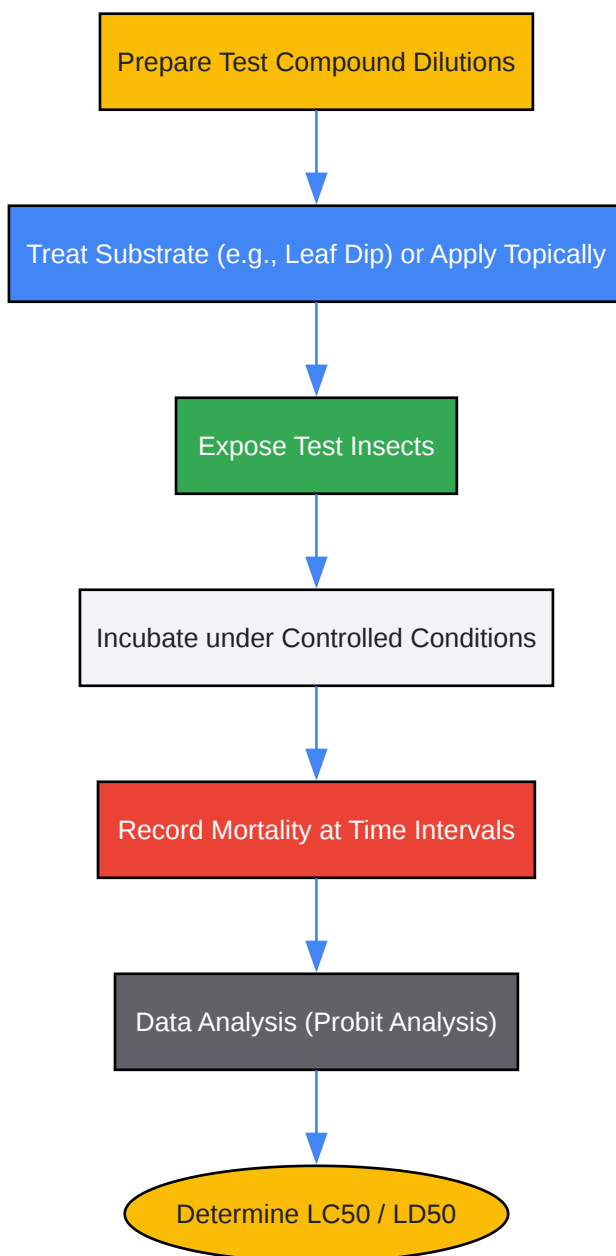 Prepare Test Compound Dilutions
Treat Substrate (e.g., Leaf Dip) or Apply Topically
Expose Test Insects
Incubate under Controlled Conditions
Record Mortality at Time Intervals
Data Analysis (Probit Analysis)
Determine LC50 / LD50